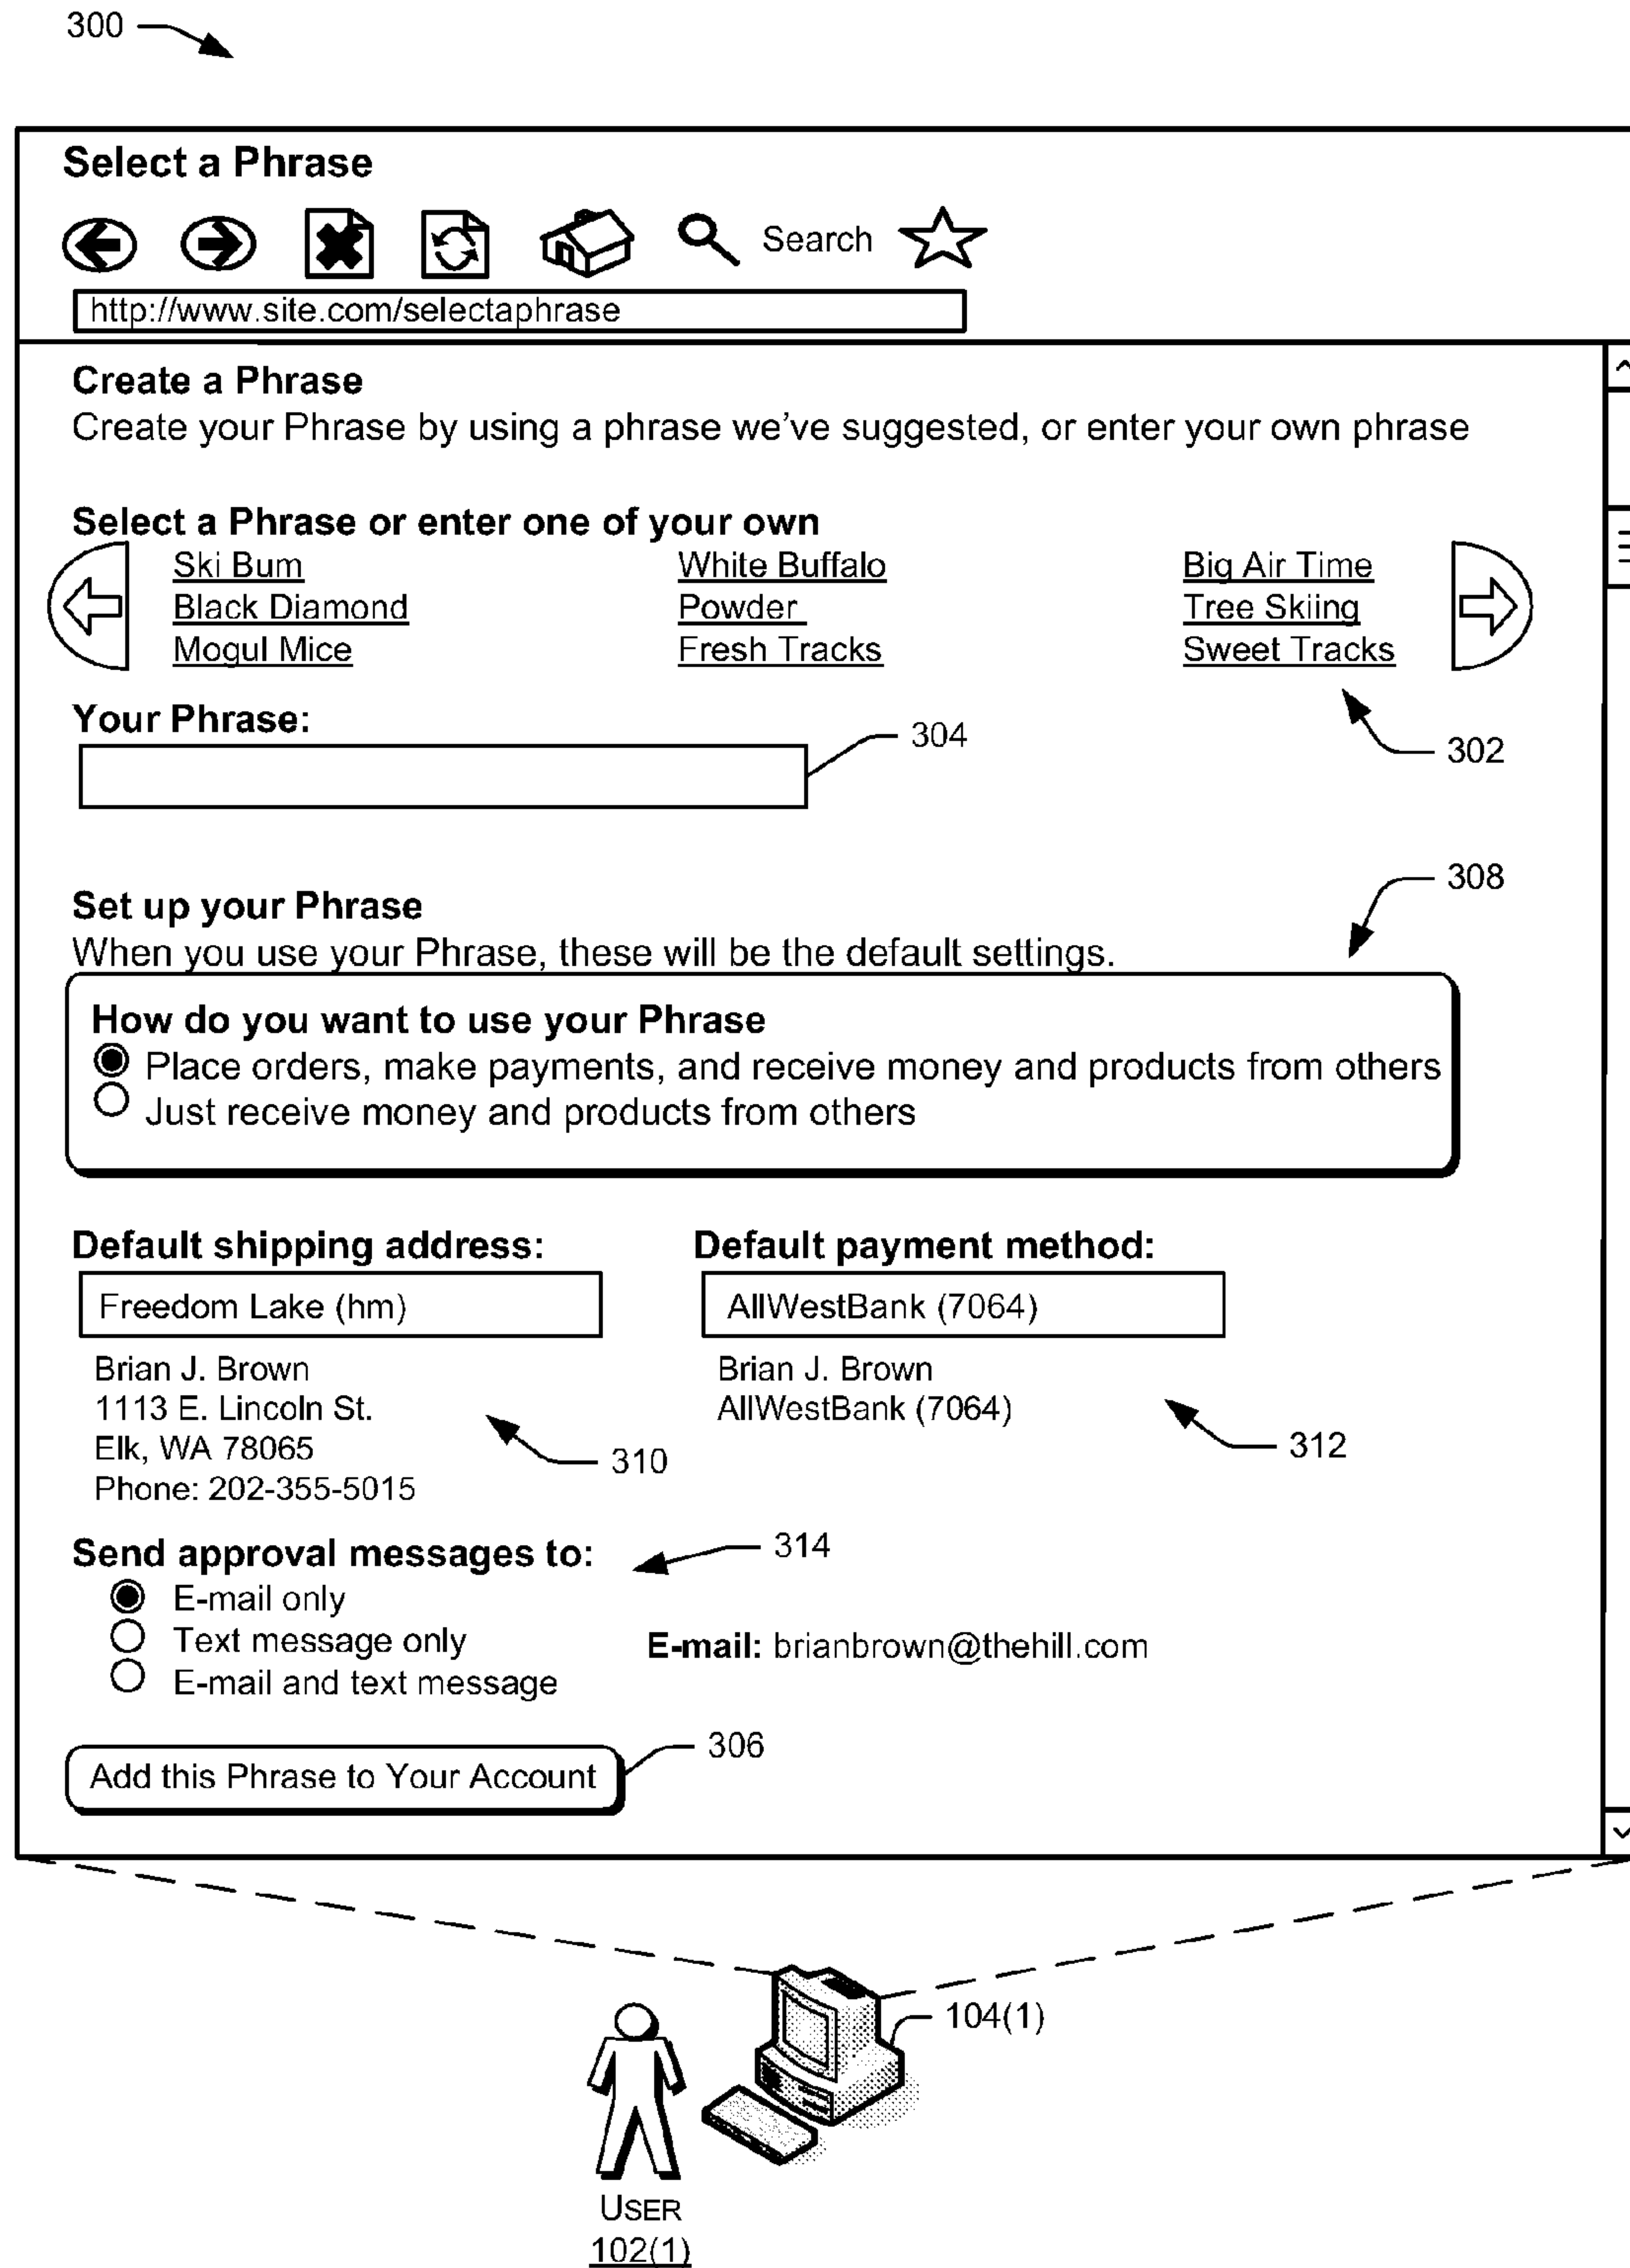 300
Select a Phrase
Search
http://www.site.com/selectaphrase
Create a Phrase
Create your Phrase by using a phrase we've suggested, or enter your own phrase
Select a Phrase or enter one of your own
Ski Bum White Buffalo Big Air Time
Black Diamond Powder Tree Skiing
Mogul Mice Fresh Tracks Sweet Tracks
Your Phrase:
304
302
308
Set up your Phrase
When you use your Phrase, these will be the default settings.
How do you want to use your Phrase
Place orders, make payments, and receive money and products from others
Just receive money and products from others
Default shipping address: Default payment method:
Freedom Lake (hm) AllWestBank (7064)
Brian J. Brown Brian J. Brown
1113 E. Lincoln St. AllWestBank (7064)
Elk, WA 78065 312
Phone: 202-355-5015 310
Send approval messages to: 314
E-mail only
Text message only E-mail: brianbrown@thehill.com
E-mail and text message
306
Add this Phrase to Your Account
104(1)
USER
102(1)